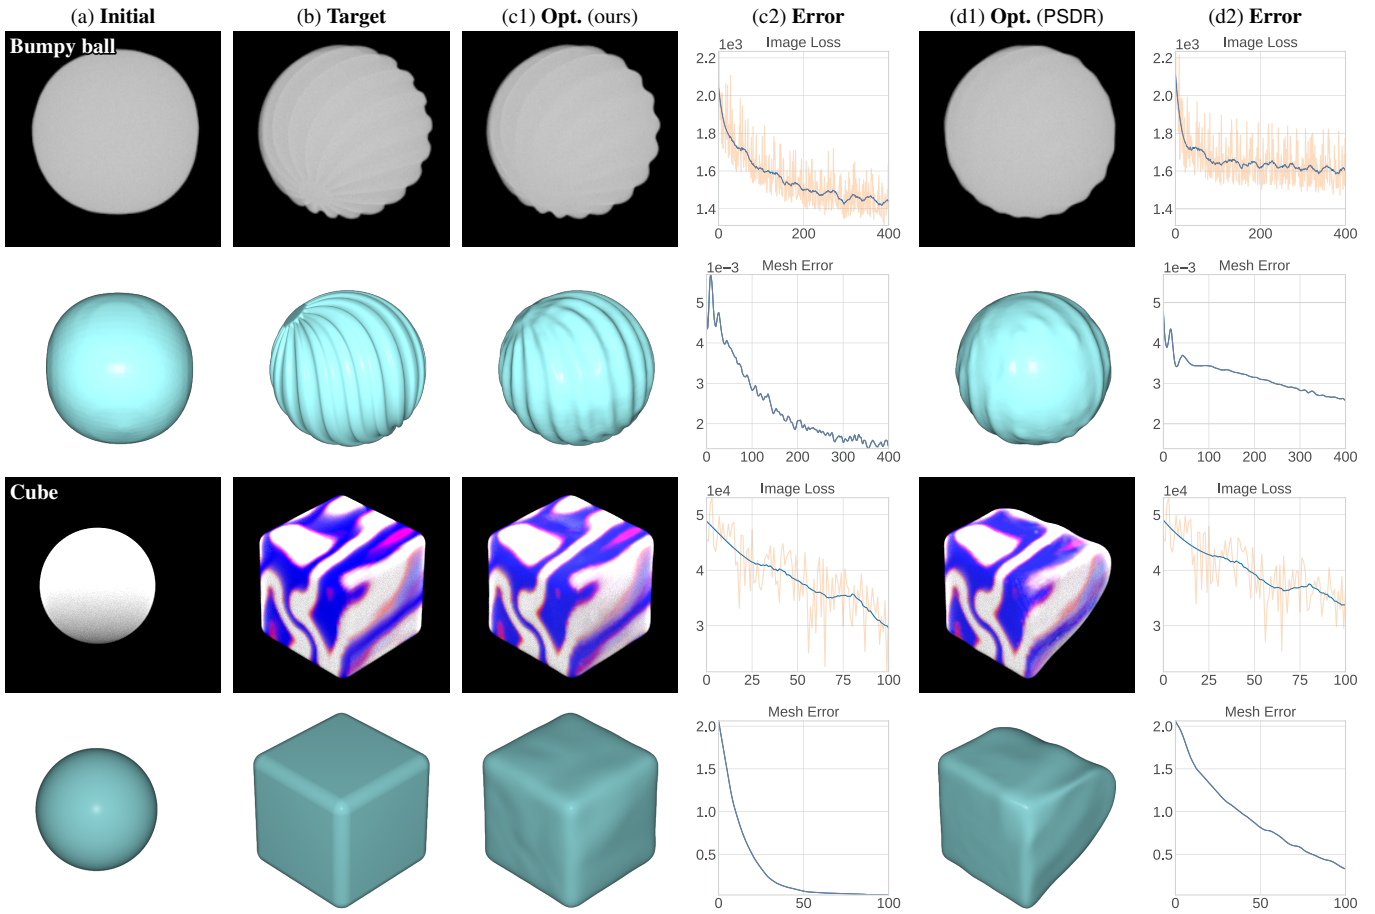 (a) Initial
(b) Target
(c1) Opt. (ours)
(c2) Error
(d1) Opt. (PSDR)
(d2) Error
Bumpy ball
1e3
Image Loss
2.2
2.0
1.8
1.6
1.4
0
200
400
1e3
Image Loss
2.2
2.0
1.8
1.6
1.4
0
200
400
1e−3
Mesh Error
5
4
3
2
0
100
200
300
400
1e−3
Mesh Error
5
4
3
2
0
100
200
300
400
Cube
1e4
Image Loss
5
4
3
0
25
50
75
100
1e4
Image Loss
5
4
3
0
25
50
75
100
Mesh Error
2.0
1.5
1.0
0.5
0
50
100
Mesh Error
2.0
1.5
1.0
0.5
0
50
100